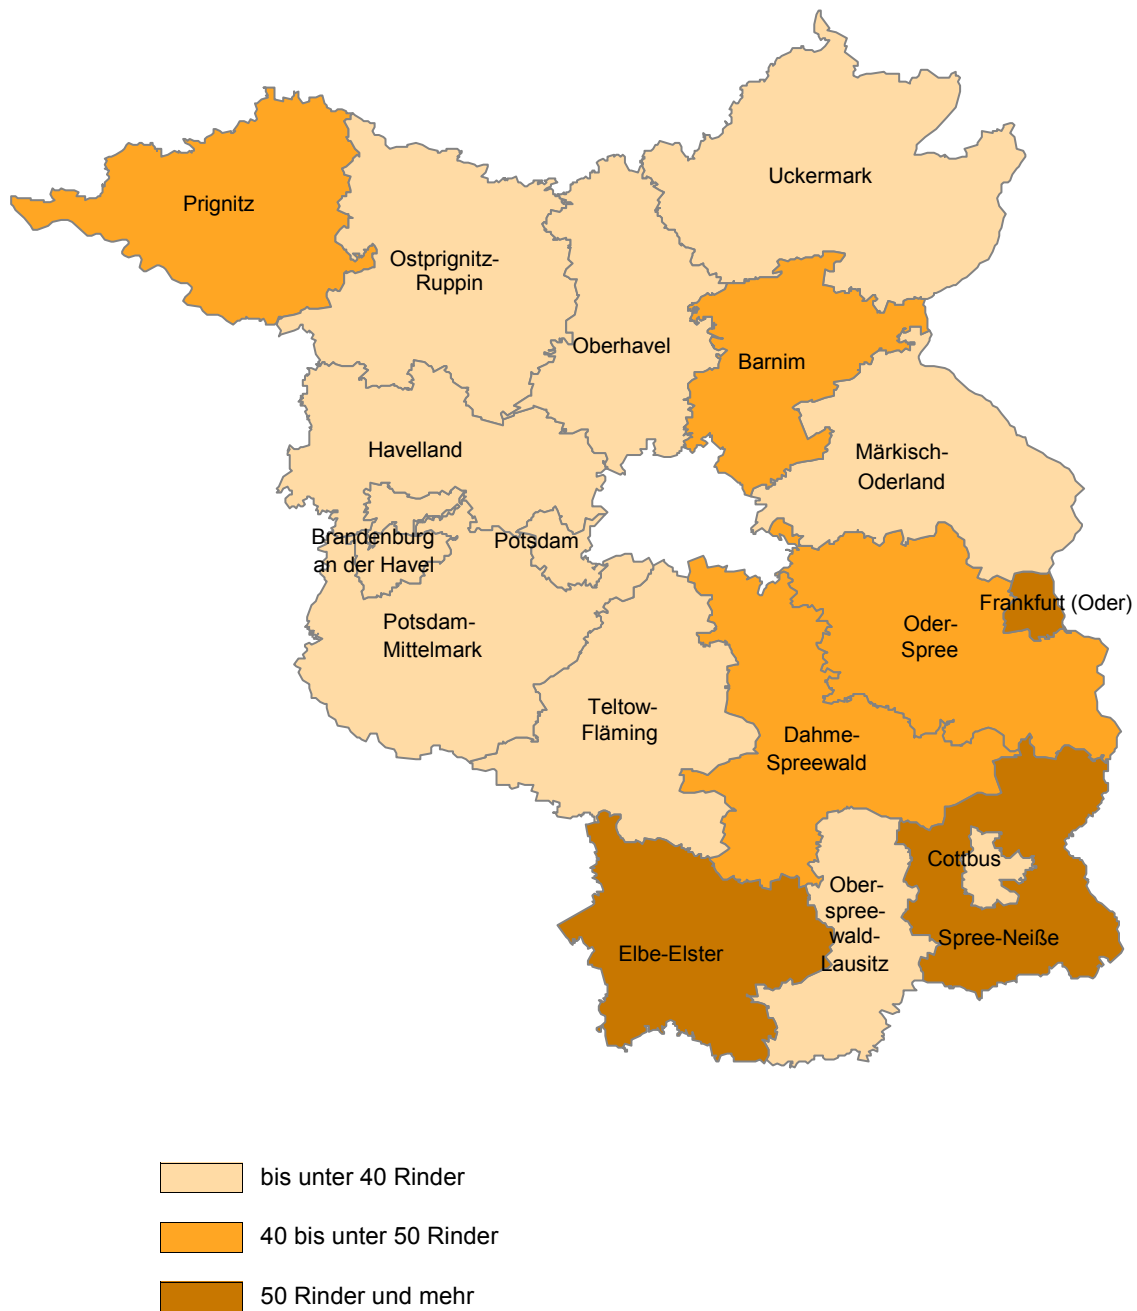 Uckermark
Prignitz
Ostprignitz-
Ruppin
Oberhavel
Barnim
Havelland
Märkisch-
Oderland
Brandenburg
an der Havel
Potsdam
Frankfurt (Oder)
Potsdam-
Mittelmark
Oder-
Spree
Teltow-
Fläming
Dahme-
Spreewald
Cottbus
Ober-
spree-
wald-
Lausitz
Spree-Neiße
Elbe-Elster
bis unter 40 Rinder
40 bis unter 50 Rinder
50 Rinder und mehr